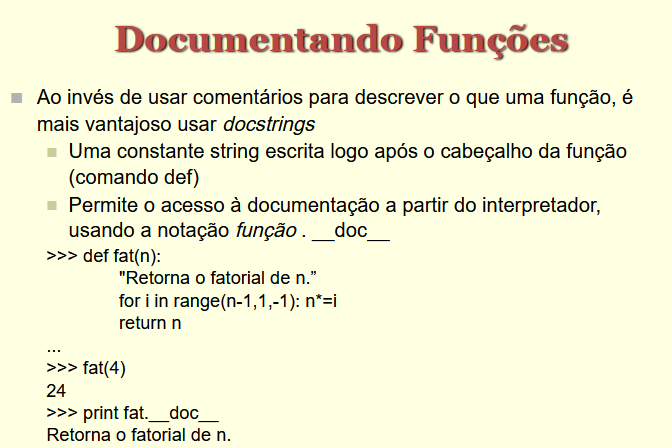 Documentando Funções
Ao invés de usar comentários para descrever o que uma função, é
mais vantajoso usar docstrings
Uma constante string escrita logo após o cabeçalho da função
(comando def)
Permite o acesso à documentação a partir do interpretador,
usando a notação função . __doc__
>>> def fat(n):
"Retorna o fatorial de n.”
for i in range(n-1,1,-1): n*=i
return n
...
>>> fat(4)
24
>>> print fat.__doc__
Retorna o fatorial de n.